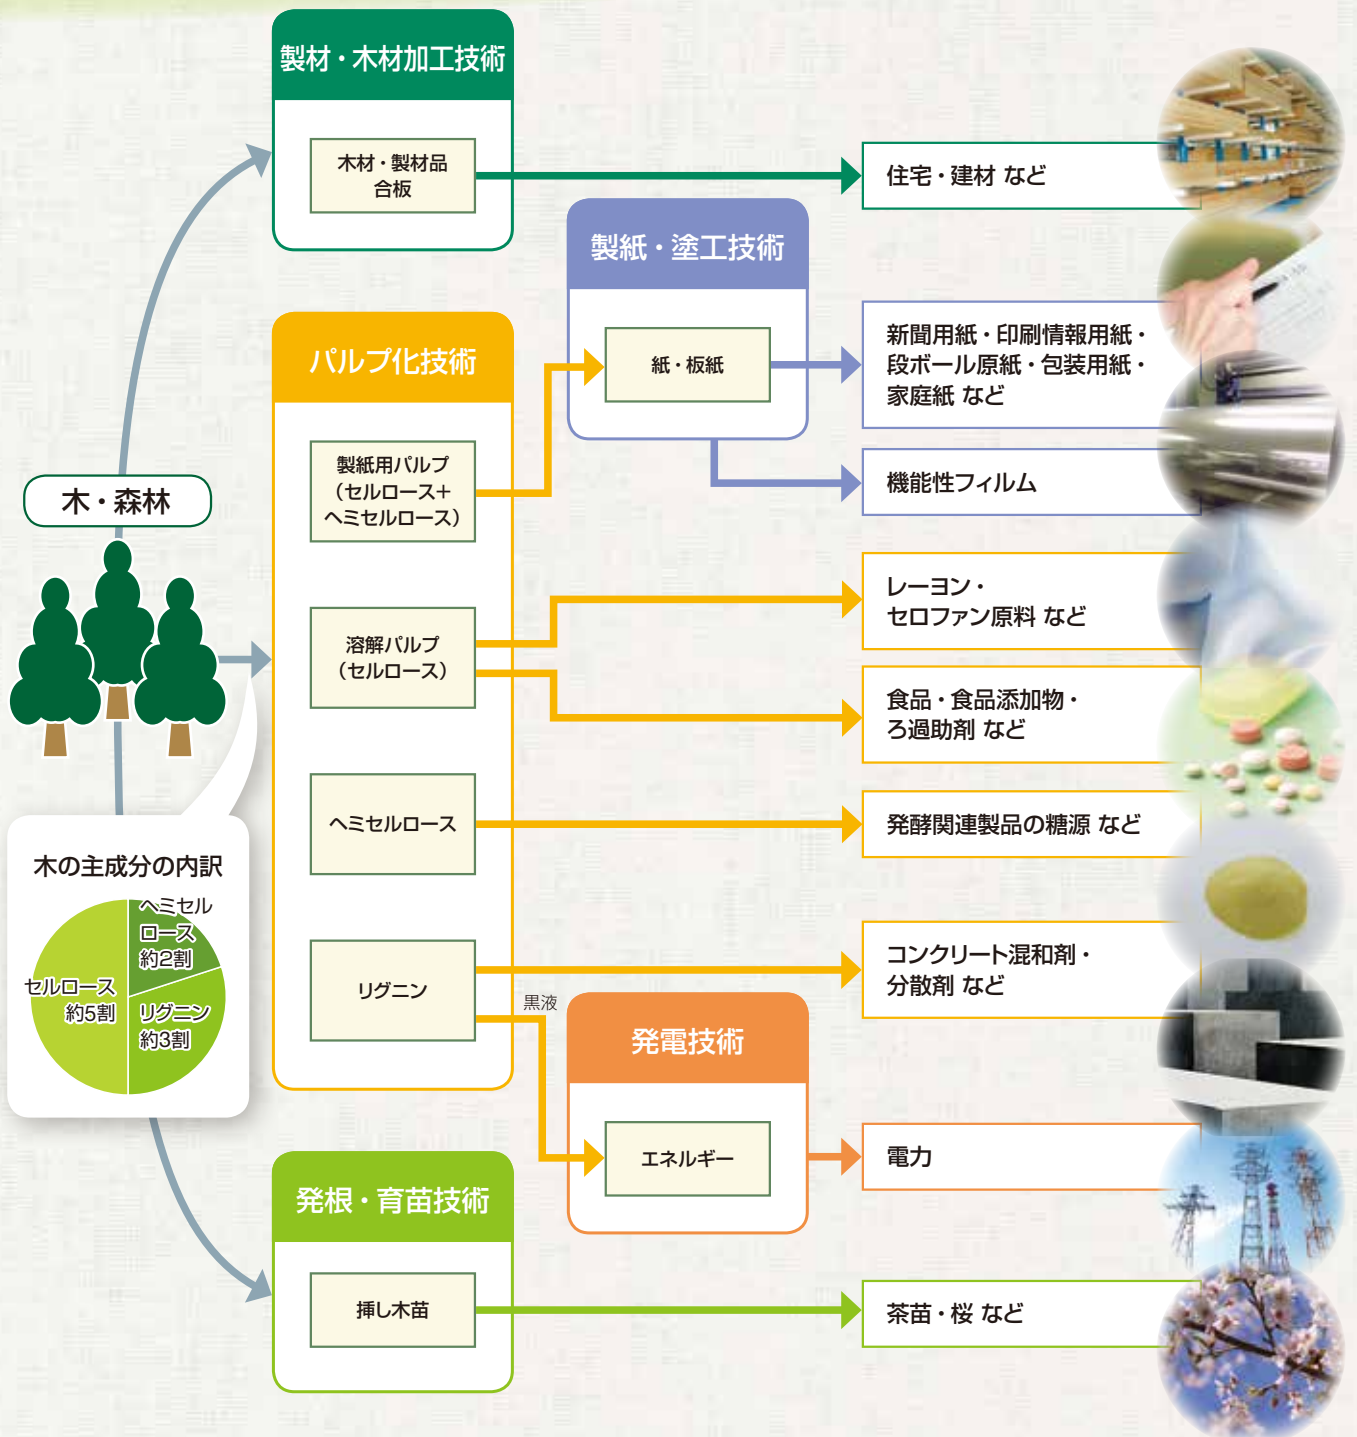 製材・木材加工技術
木材・製材品
合板
住宅・建材 など
製紙・塗工技術
紙・板紙
新聞用紙・印刷情報用紙・
段ボール原紙・包装用紙・
家庭紙 など
機能性フィルム
パルプ化技術
製紙用パルプ
（セルロース＋
ヘミセルロース）
溶解パルプ
（セルロース）
レーヨン・
セロファン原料 など
食品・食品添加物・
ろ過助剤 など
ヘミセルロース
発酵関連製品の糖源 など
リグニン
コンクリート混和剤・
分散剤 など
黒液
発電技術
エネルギー
電力
木・森林
木の主成分の内訳
ヘミセル
ロース
約2割
セルロース
約5割
リグニン
約3割
発根・育苗技術
挿し木苗
茶苗・桜 など